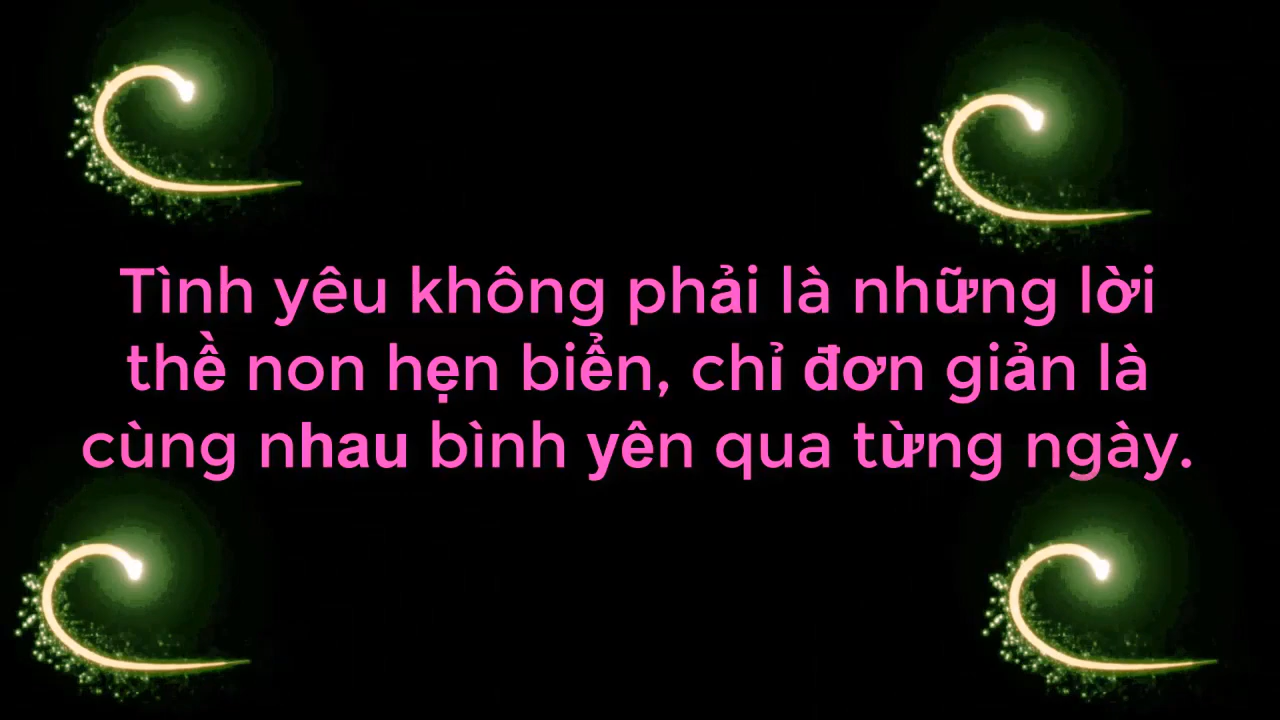 Tình yêu không phải là những lời
thề non hẹn biển, chỉ đơn giản là
cùng nhau bình yên qua từng ngày.